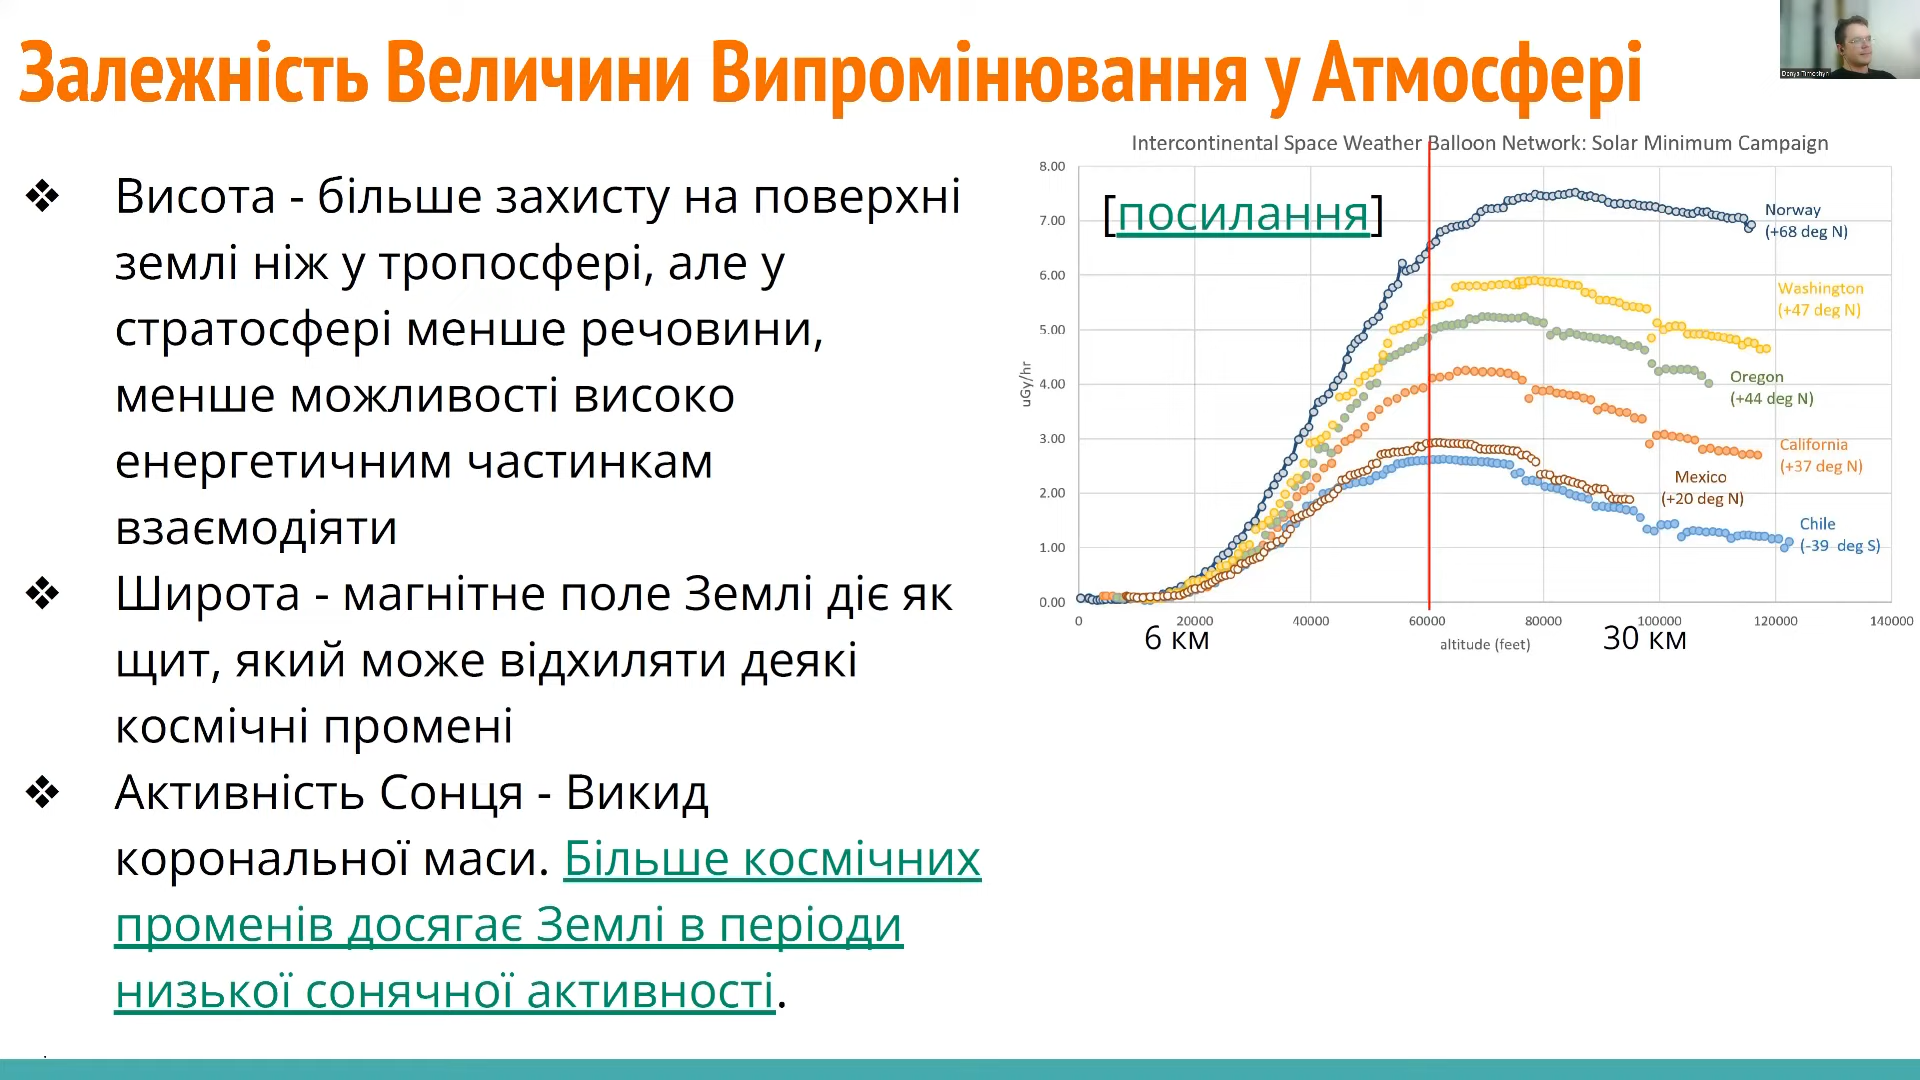 Залежність Величини Випромінювання у Атмосфері
Denys Timoshyn
❖ Висота - більше захисту на поверхні
землі ніж у тропосфері, але у
стратосфері менше речовини,
менше можливості високо
енергетичним частинкам
взаємодіяти
❖ Широта - магнітне поле Землі діє як
щит, який може відхиляти деякі
космічні промені
❖ Активність Сонця - Викид
корональної маси. Більше космічних
променів досягає Землі в періоди
низької сонячної активності.
Intercontinental Space Weather Balloon Network: Solar Minimum Campaign
[посилання]
8.00
7.00
6.00
5.00
4.00
3.00
2.00
1.00
0.00
uGy/hr
Norway
(+68 deg N)
Washington
(+47 deg N)
Oregon
(+44 deg N)
California
(+37 deg N)
Mexico
(+20 deg N)
Chile
(-39 deg S)
0 20000 40000 60000 80000 100000 120000 140000
6 км altitude (feet) 30 км